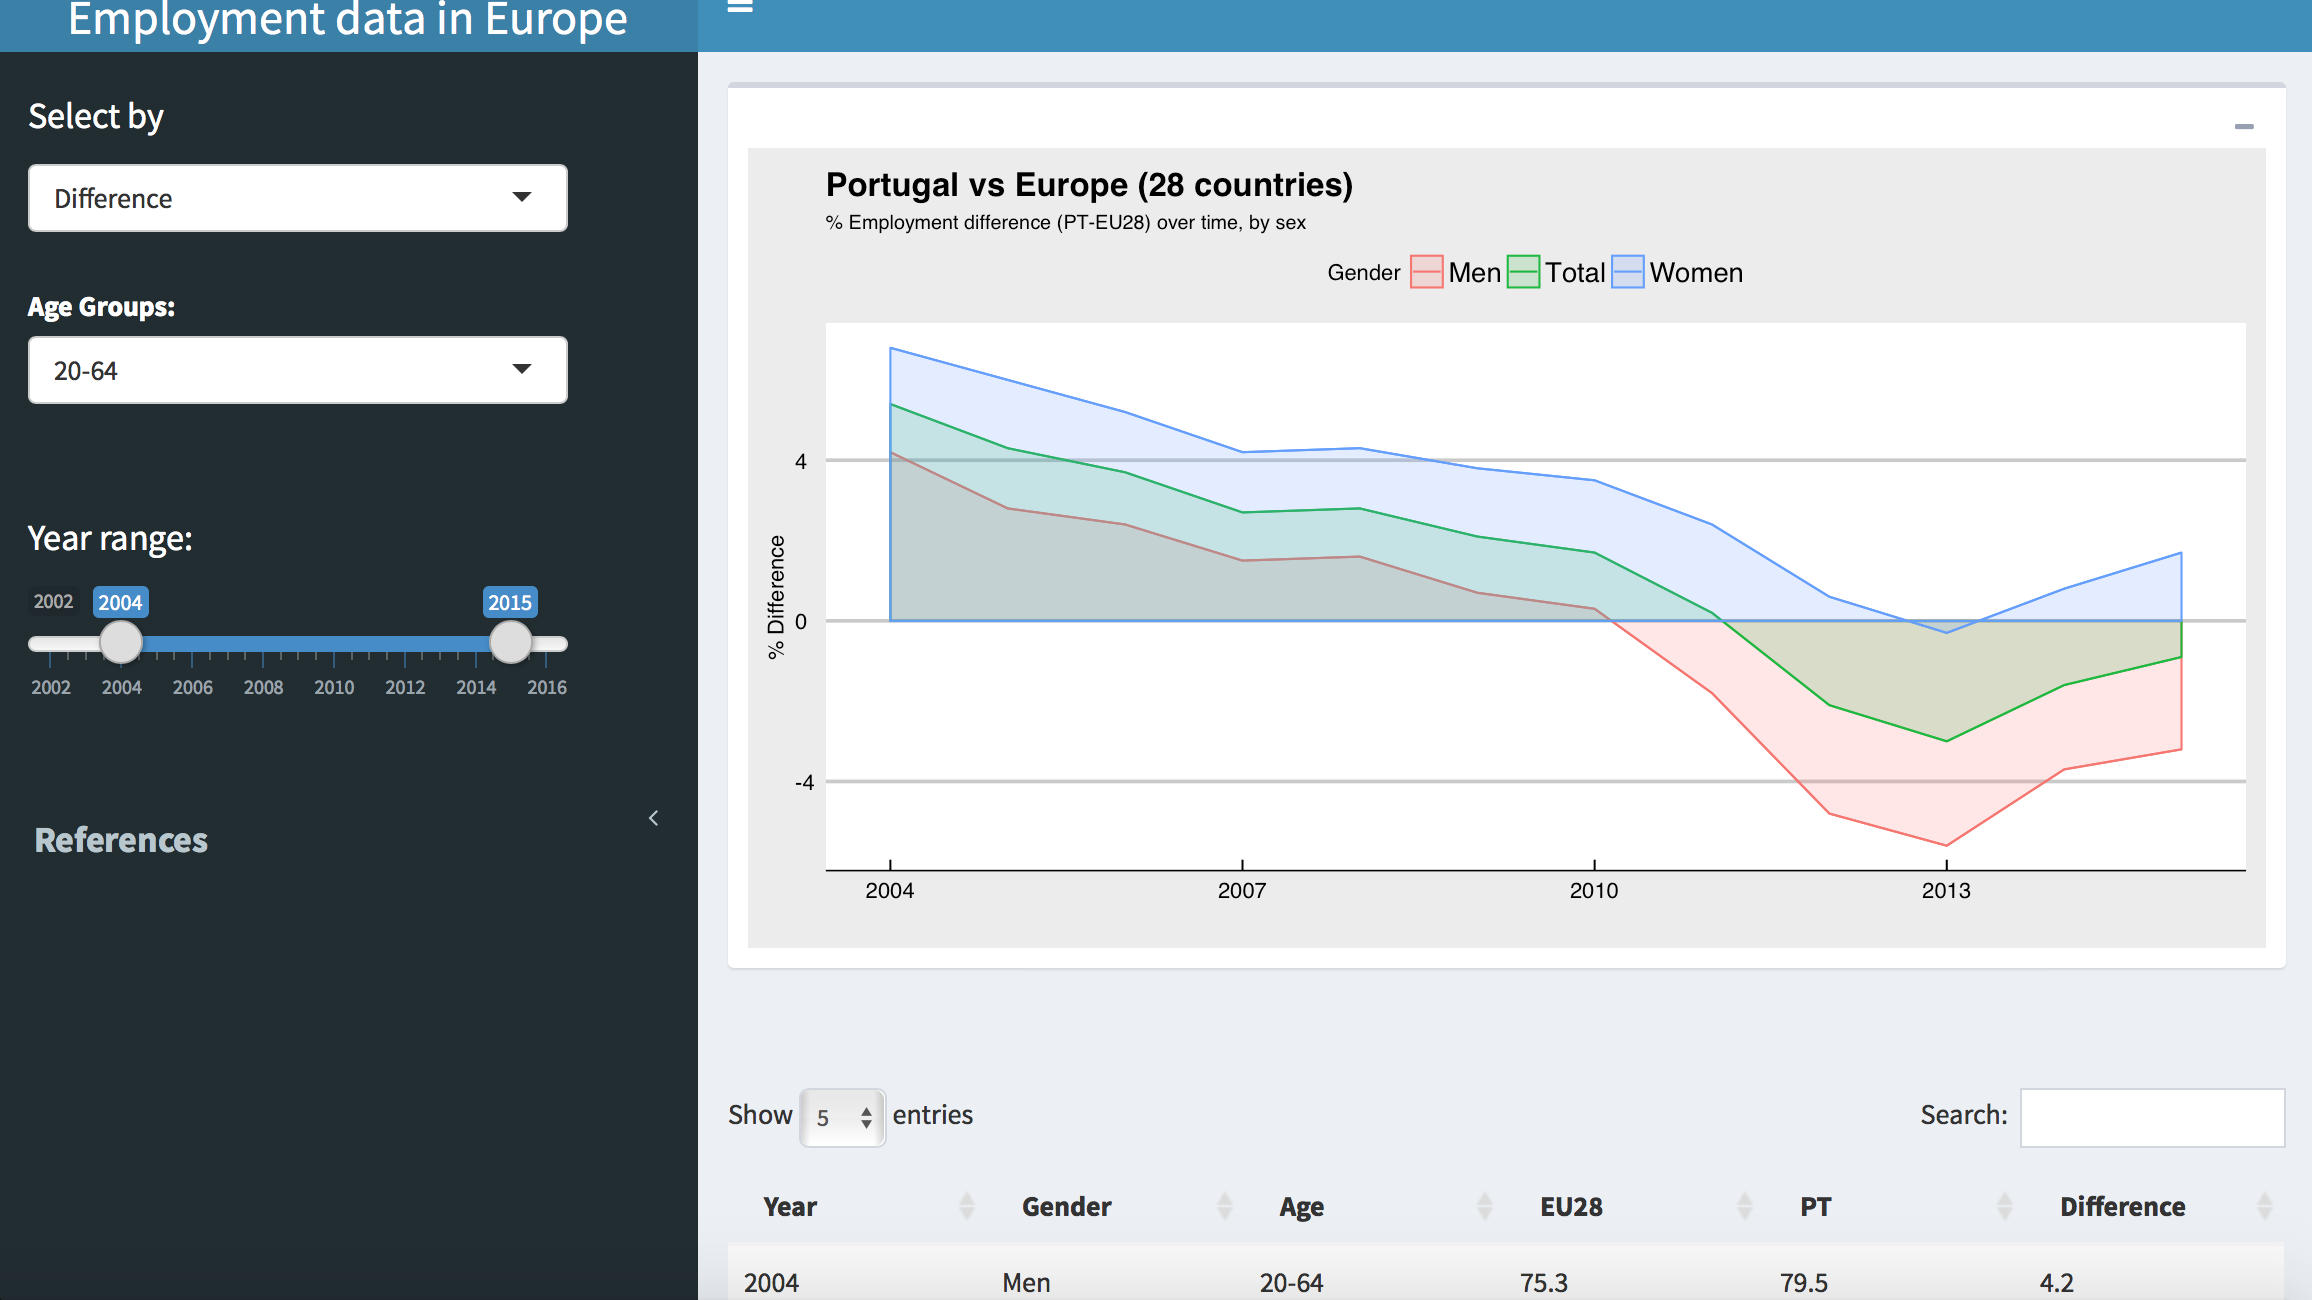 Employment data in Europe
Select by
Difference
Age Groups:
20-64
Year range:
2002 2004 2015
2002 2004 2006 2008 2010 2012 2014 2016
References
Portugal vs Europe (28 countries)
% Employment difference (PT-EU28) over time, by sex
Gender Men Total Women
% Difference
4
0
-4
2004 2007 2010 2013
Show 5 entries
Search:
Year Gender Age EU28 PT Difference
2004 Men 20-64 75.3 79.5 4.2